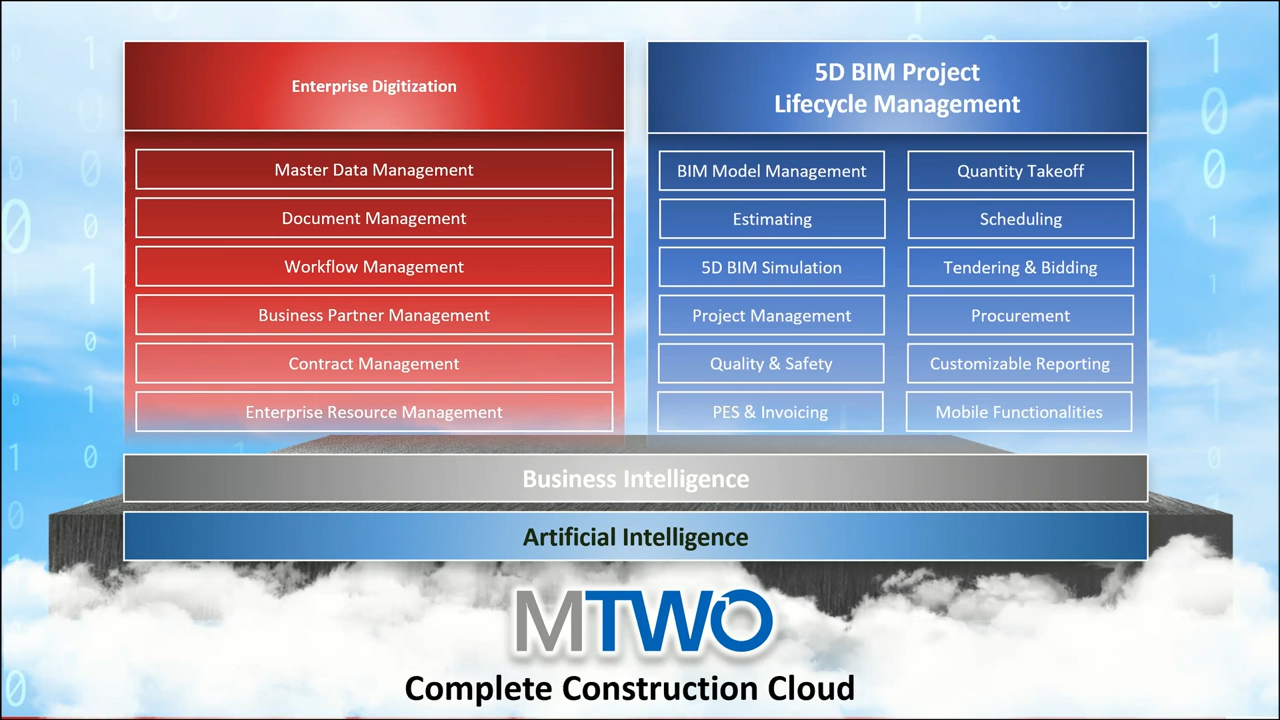 Enterprise Digitization
Master Data Management
Document Management
Workflow Management
Business Partner Management
Contract Management
Enterprise Resource Management
5D BIM Project
Lifecycle Management
BIM Model Management
Quantity Takeoff
Estimating
Scheduling
5D BIM Simulation
Tendering & Bidding
Project Management
Procurement
Quality & Safety
Customizable Reporting
PES & Invoicing
Mobile Functionalities
Business Intelligence
Artificial Intelligence
MTWO
Complete Construction Cloud